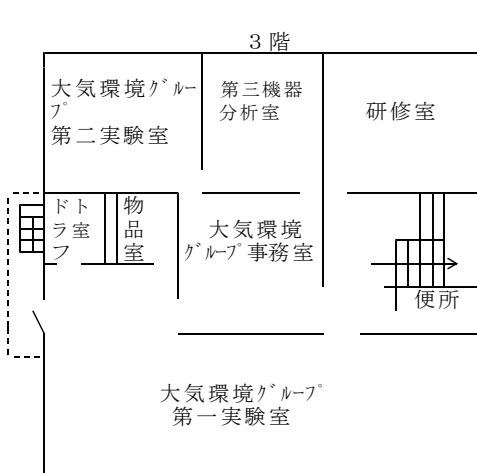 3階
大気環境ｸﾞﾙｰ
ﾌﾟ
第二実験室
第三機器
分析室
研修室
ドラフト室
物品室
大気環境
ｸﾞﾙｰﾌﾟ事務室
便所
大気環境ｸﾞﾙｰﾌﾟ
第一実験室